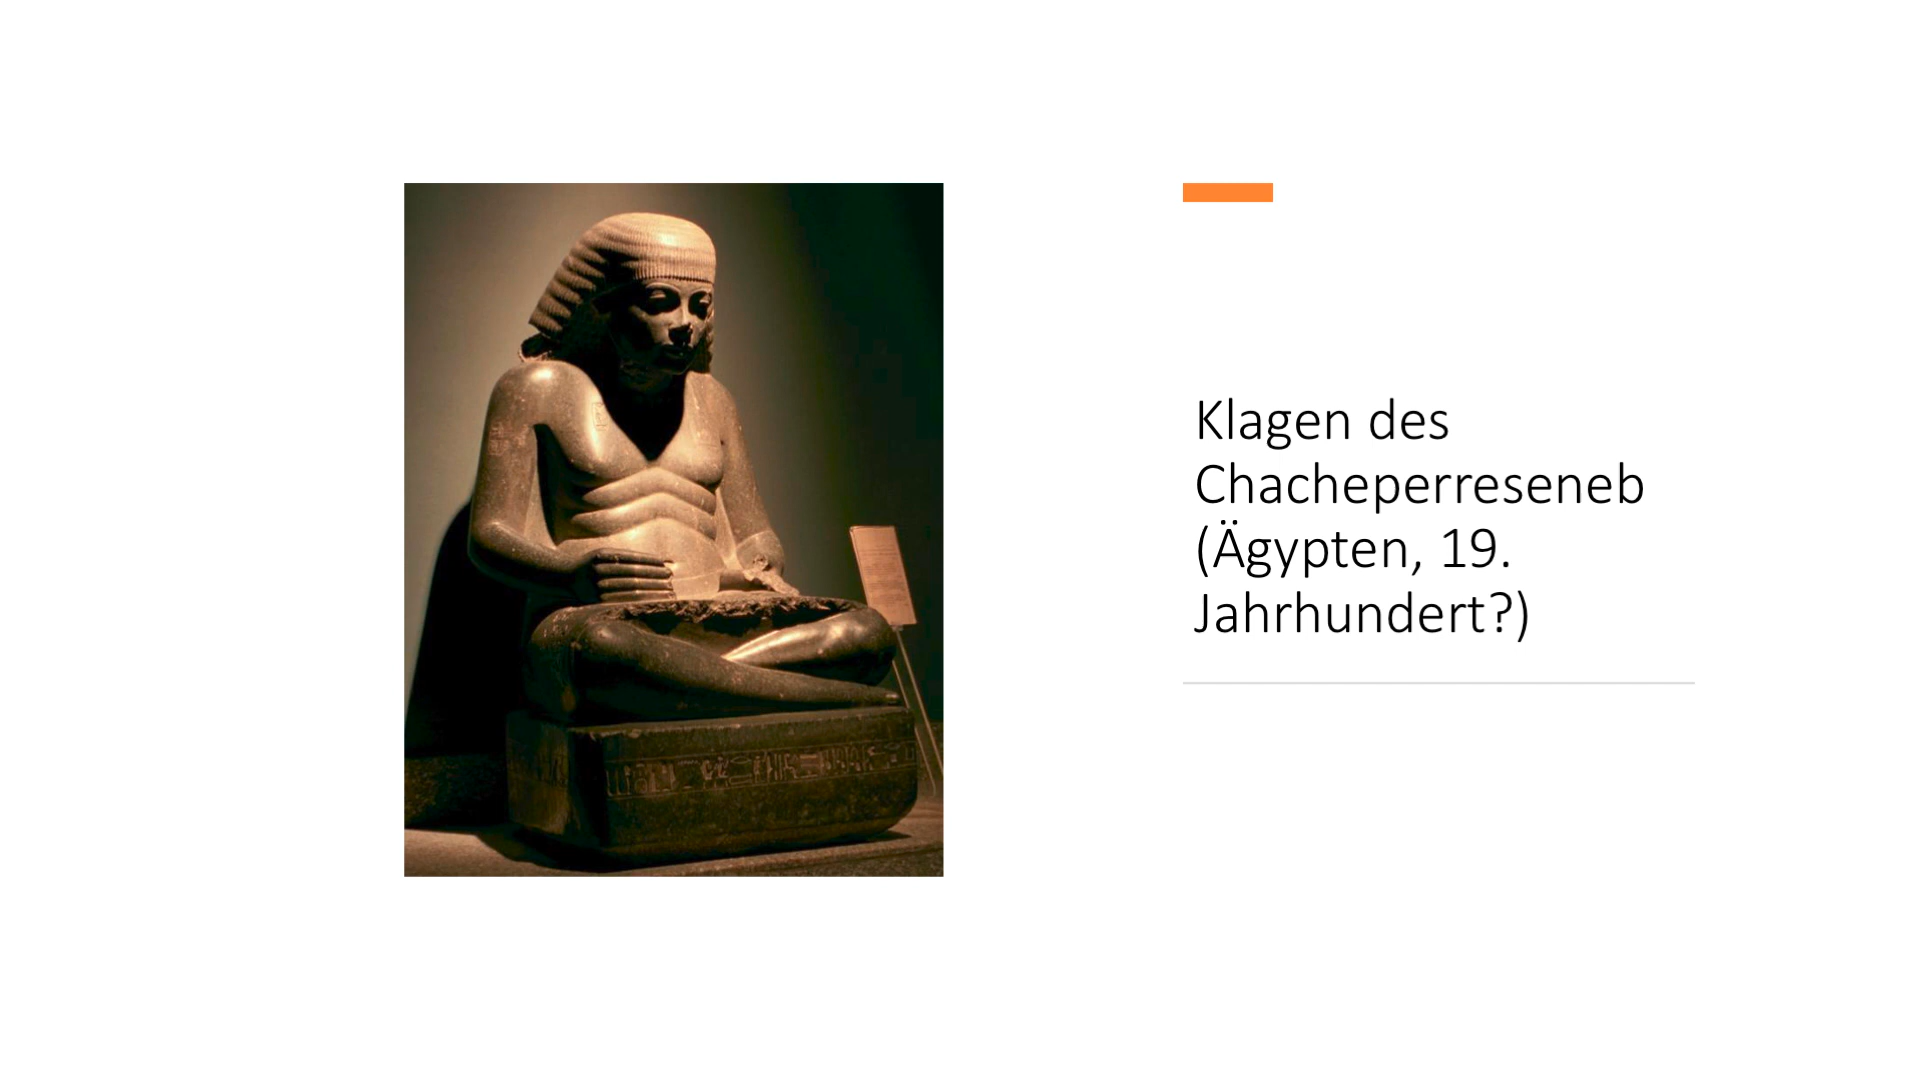 Klagen des
Chacheperreseneb
(Ägypten, 19.
Jahrhundert?)